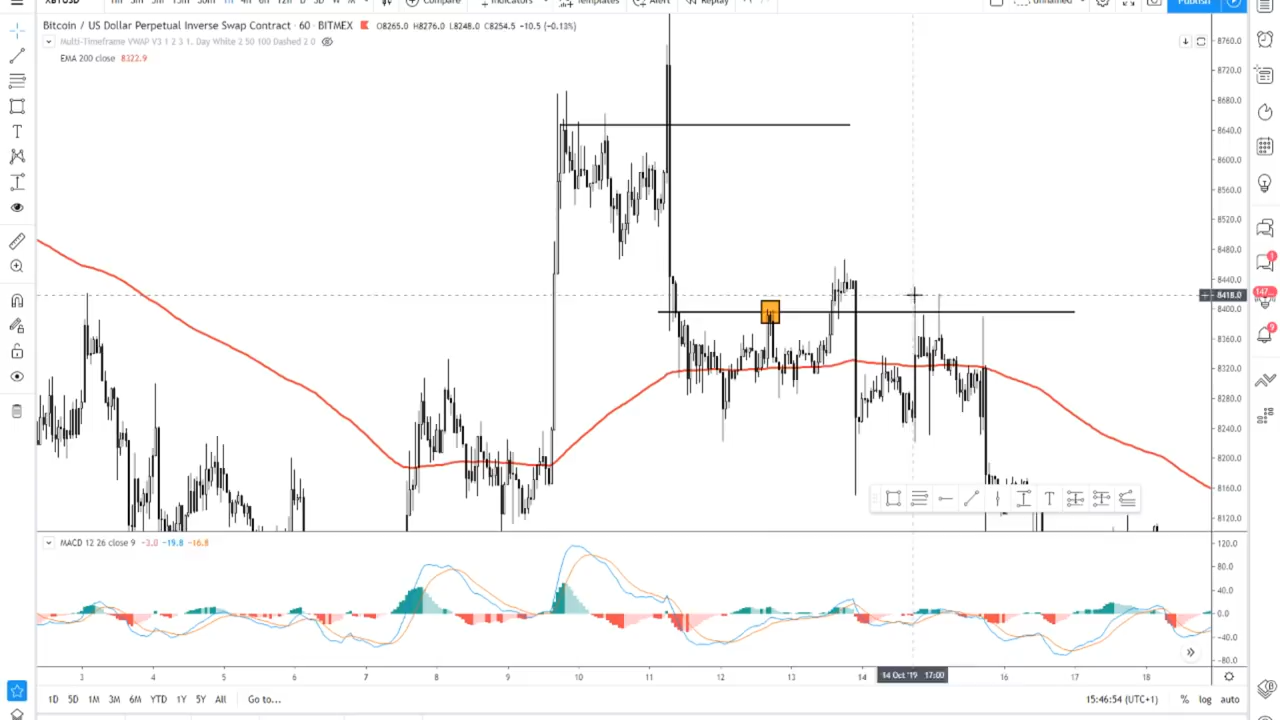 Compare
Indicators
Templates
Alert
Replay
Publish
Bitcoin / US Dollar Perpetual Inverse Swap Contract · 60 · BITMEX O8265.0 H8276.0 L8248.0 C8254.5 -10.5 (-0.13%)
Multi-Timeframe VWAP V3 1 2 3 1. Day White 2 50 100 Dashed 2 0
EMA 200 close 8322.9
8760.0
8720.0
8680.0
8640.0
8600.0
8560.0
8520.0
8480.0
8440.0
8418.0
8400.0
8360.0
8320.0
8280.0
8240.0
8200.0
8160.0
8120.0
MACD 12 26 close 9 -3.0 -19.8 -16.8
120.0
80.0
40.0
0.0
-40.0
-80.0
3 4 5 6 7 8 9 10 11 12 13 14 14 Oct '19 17:00 16 17 18
1D 5D 1M 3M 6M YTD 1Y 5Y All Go to... 15:46:54 (UTC+1) % log auto
1
147...
9